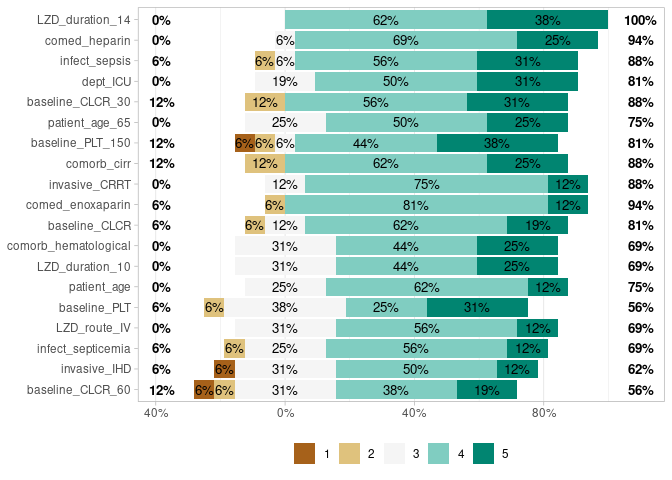 LZD_duration_14 0% 62% 38% 100%
comed_heparin 0% 6% 69% 25% 94%
infect_sepsis 6% 6% 6% 56% 31% 88%
dept_ICU 0% 19% 50% 31% 81%
baseline_CLCR_30 12% 12% 56% 31% 88%
patient_age_65 0% 25% 50% 25% 75%
baseline_PLT_150 12% 6% 6% 6% 44% 38% 81%
comorb_cirr 12% 12% 62% 25% 88%
invasive_CRRT 0% 12% 75% 12% 88%
comed_enoxaparin 6% 6% 81% 12% 94%
baseline_CLCR 6% 6% 12% 62% 19% 81%
comorb_hematological 0% 31% 44% 25% 69%
LZD_duration_10 0% 31% 44% 25% 69%
patient_age 0% 25% 62% 12% 75%
baseline_PLT 6% 6% 38% 25% 31% 56%
LZD_route_IV 0% 31% 56% 12% 69%
infect_septicemia 6% 6% 25% 56% 12% 69%
invasive_IHD 6% 6% 31% 50% 12% 62%
baseline_CLCR_60 12% 6% 6% 31% 38% 19% 56%
40% 0% 40% 80%
1 2 3 4 5